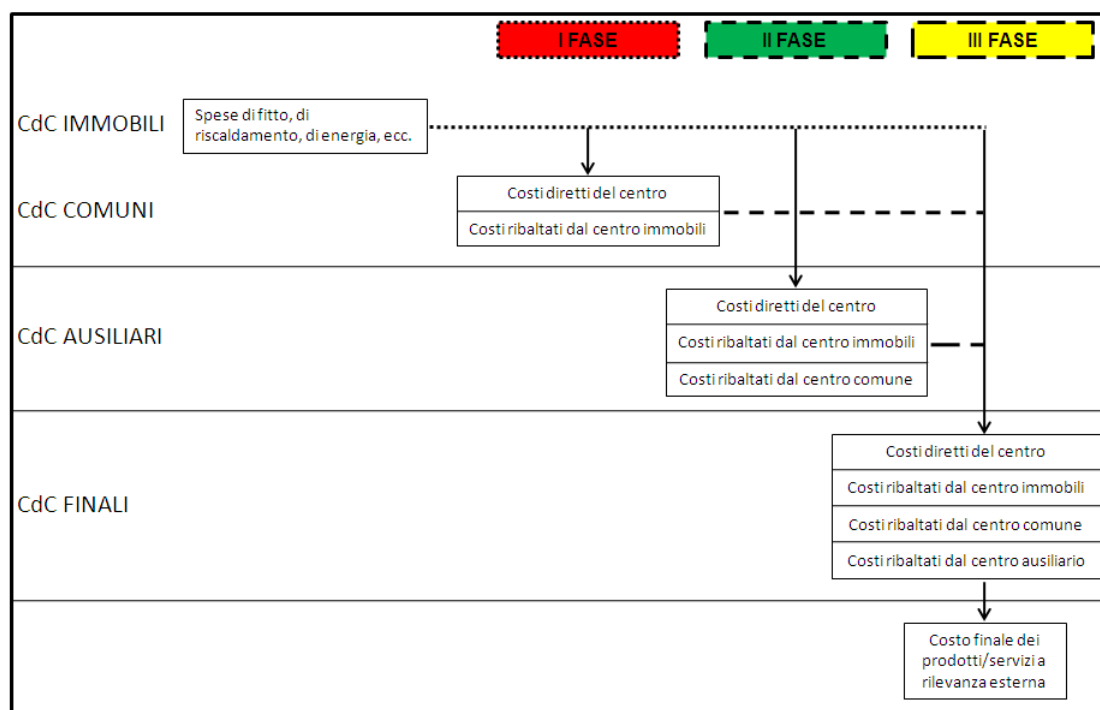 I FASE
II FASE
III FASE
CdC IMMOBILI
Spese di fitto, di
riscaldamento, di energia, ecc.
CdC COMUNI
Costi diretti del centro
Costi ribaltati dal centro immobili
CdC AUSILIARI
Costi diretti del centro
Costi ribaltati dal centro immobili
Costi ribaltati dal centro comune
CdC FINALI
Costi diretti del centro
Costi ribaltati dal centro immobili
Costi ribaltati dal centro comune
Costi ribaltati dal centro ausiliario
Costo finale dei
prodotti/servizi a
rilevanza esterna